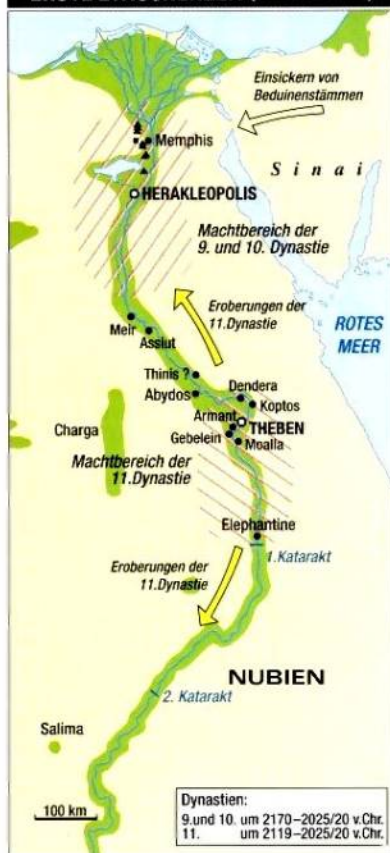 Einsickern von
Beduinenstämmen
Memphis
Sinai
HERAKLEOPOLIS
Machtbereich der
9. und 10. Dynastie
Eroberungen der
11.Dynastie
ROTES
MEER
Meir
Assiut
Thinis ?
Abydos
Dendera
Koptos
Armant
THEBEN
Gebelein
Moalla
Charga
Machtbereich der
11.Dynastie
Elephantine
1.Katarakt
Eroberungen der
11.Dynastie
NUBIEN
2. Katarakt
Salima
100 km
Dynastien:
9.und 10. um 2170–2025/20 v.Chr.
11. um 2119–2025/20 v.Chr.